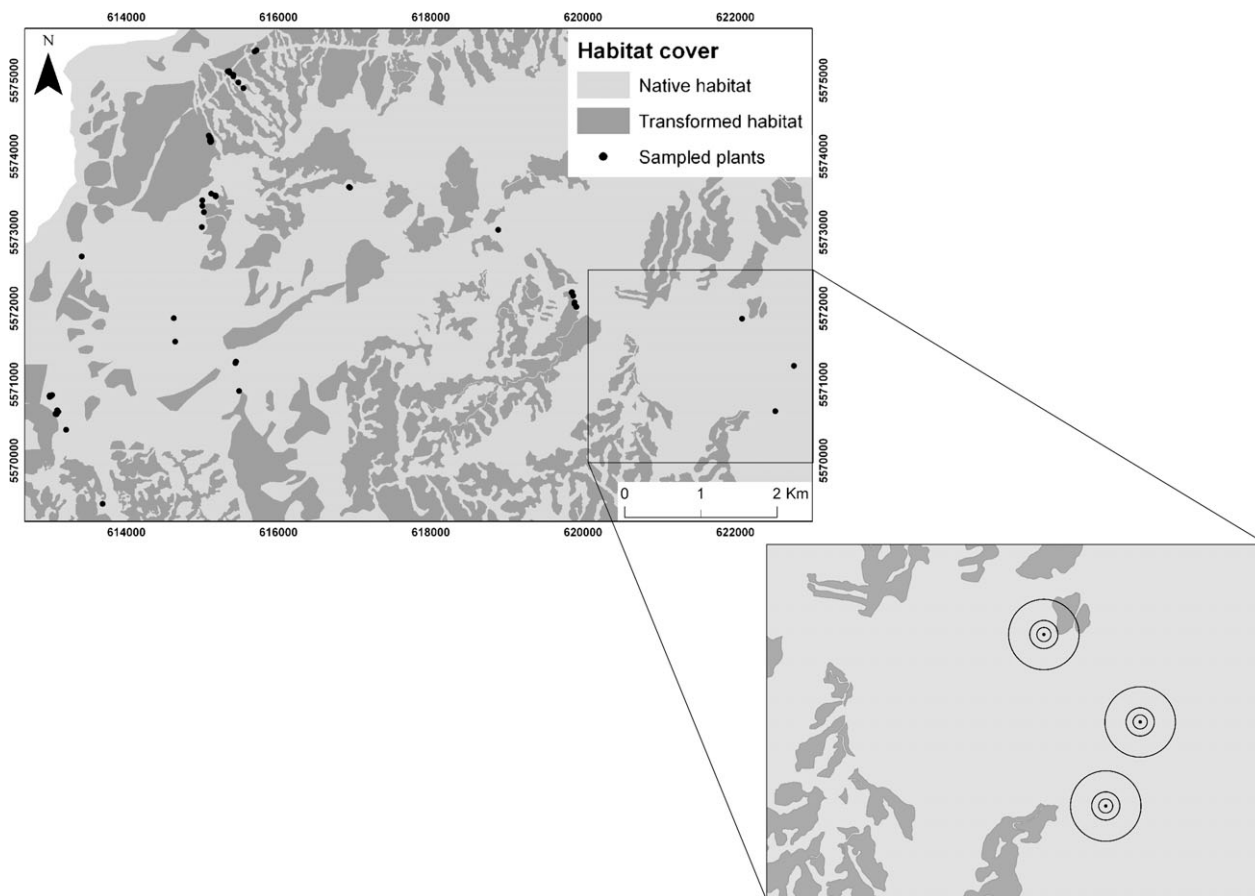 614000 616000 618000 620000 622000
N
Habitat cover
Native habitat
Transformed habitat
Sampled plants
5575000 5575000
5574000 5574000
5573000 5573000
5572000 5572000
5571000 5571000
5570000 5570000
0 1 2 Km
614000 616000 618000 620000 622000